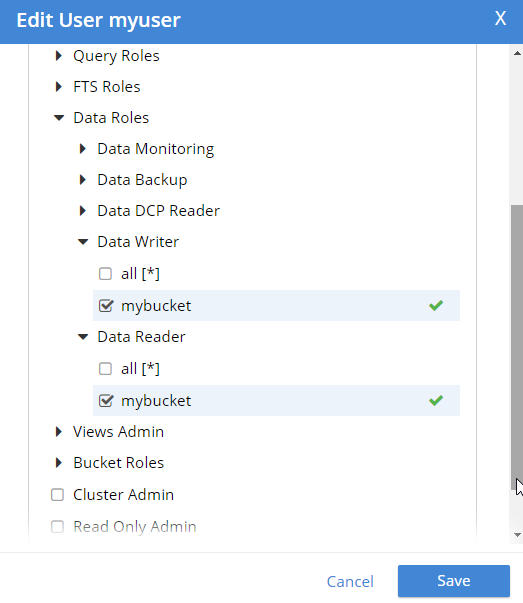 Edit User myuser X
Query Roles
FTS Roles
Data Roles
Data Monitoring
Data Backup
Data DCP Reader
Data Writer
all [*]
mybucket
Data Reader
all [*]
mybucket
Views Admin
Bucket Roles
Cluster Admin
Read Only Admin
Cancel Save